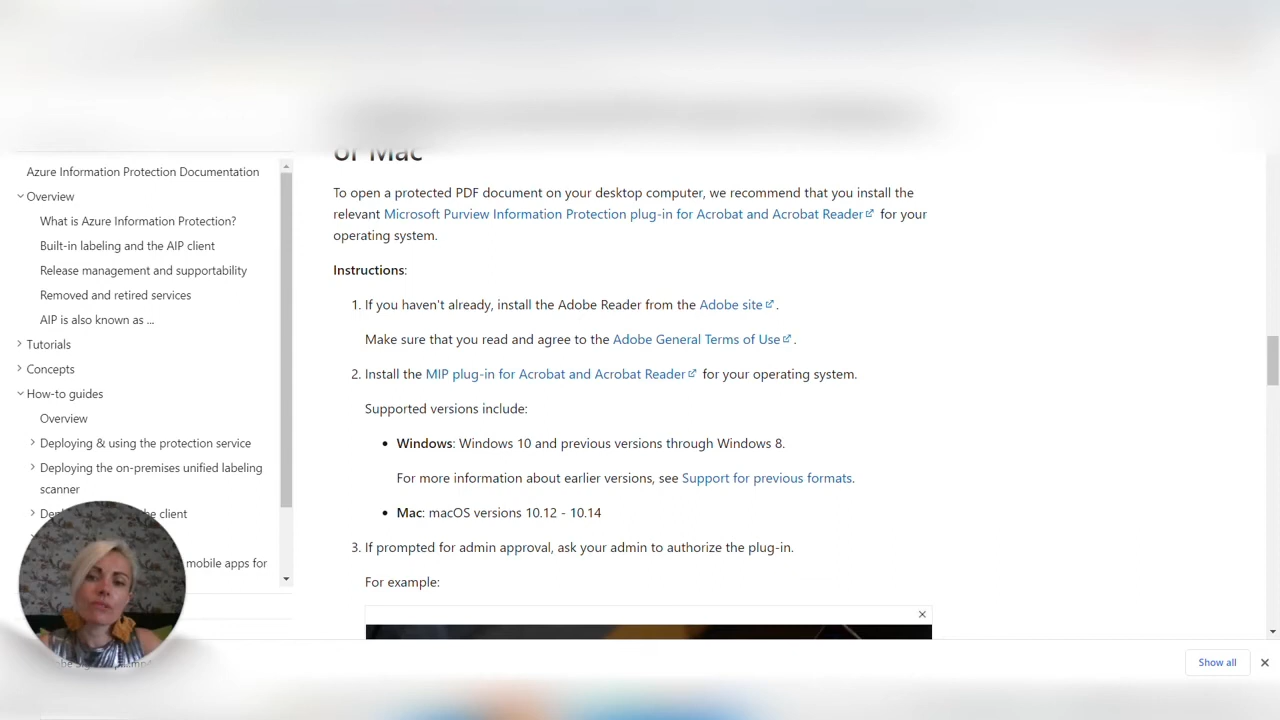 or Mac
Azure Information Protection Documentation
Overview
What is Azure Information Protection?
Built-in labeling and the AIP client
Release management and supportability
Removed and retired services
AIP is also known as ...
Tutorials
Concepts
How-to guides
Overview
Deploying & using the protection service
Deploying the on-premises unified labeling
scanner
the client
mobile apps for
To open a protected PDF document on your desktop computer, we recommend that you install the
relevant Microsoft Purview Information Protection plug-in for Acrobat and Acrobat Reader for your
operating system.
Instructions:
1. If you haven't already, install the Adobe Reader from the Adobe site.
Make sure that you read and agree to the Adobe General Terms of Use.
2. Install the MIP plug-in for Acrobat and Acrobat Reader for your operating system.
Supported versions include:
• Windows: Windows 10 and previous versions through Windows 8.
For more information about earlier versions, see Support for previous formats.
• Mac: macOS versions 10.12 - 10.14
3. If prompted for admin approval, ask your admin to authorize the plug-in.
For example:
Show all